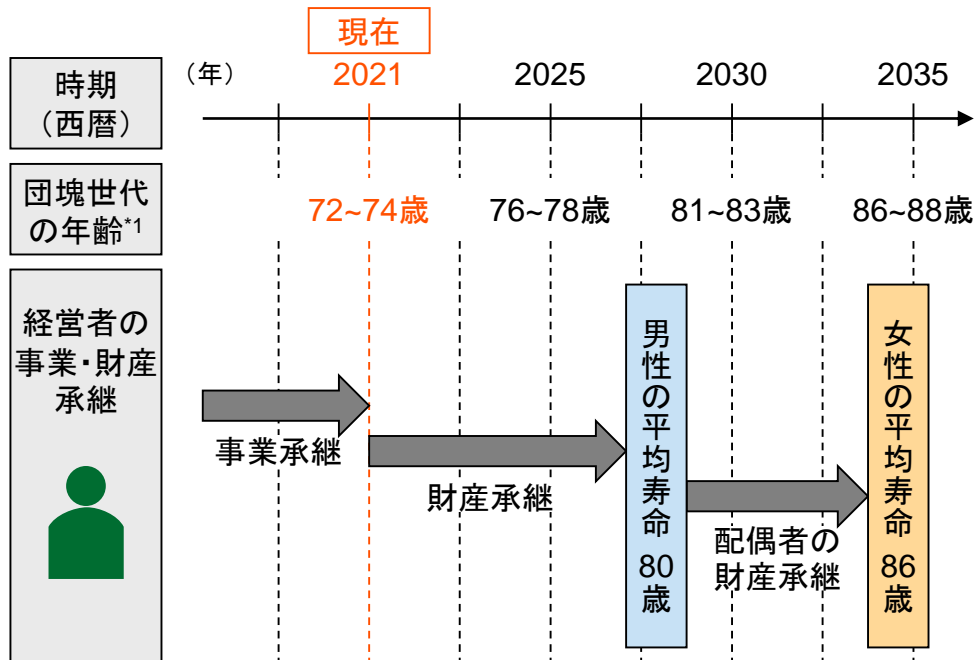 現在
時期
（西暦）
（年）
2021
2025
2030
2035
団塊世代
の年齢*1
72~74歳
76~78歳
81~83歳
86~88歳
経営者の
事業・財産
承継
事業承継
財産承継
男性の平均寿命 80歳
配偶者の
財産承継
女性の平均寿命 86歳